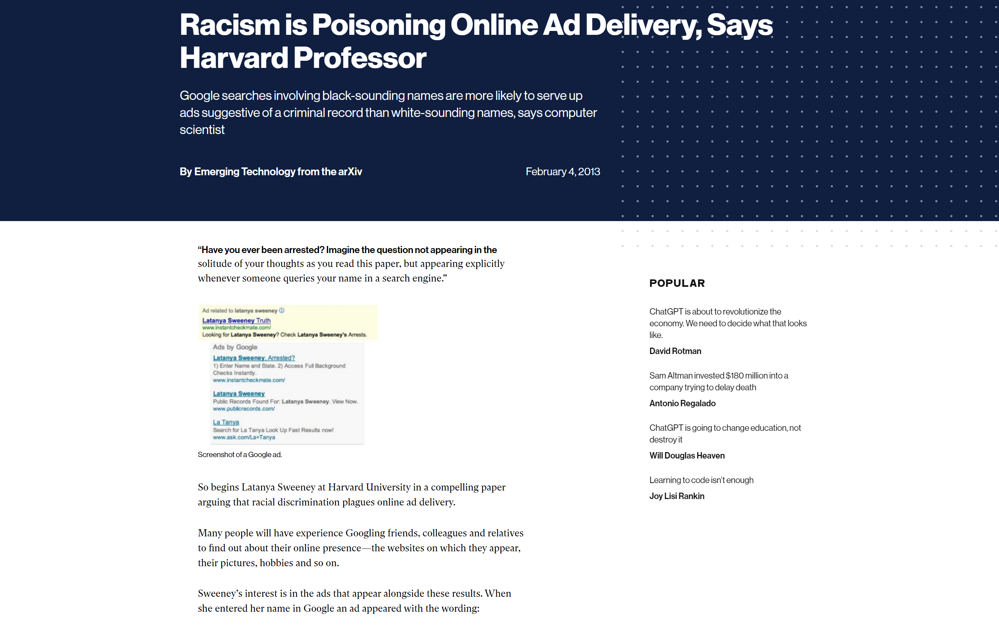 Racism is Poisoning Online Ad Delivery, Says
Harvard Professor
Google searches involving black-sounding names are more likely to serve up
ads suggestive of a criminal record than white-sounding names, says computer
scientist
By Emerging Technology from the arXiv
February 4, 2013
“Have you ever been arrested? Imagine the question not appearing in the
solitude of your thoughts as you read this paper, but appearing explicitly
whenever someone queries your name in a search engine.”
Ad related to latanya sweeney
Latanya Sweeney Truth
www.instantcheckmate.com/
Looking for Latanya Sweeney? Check Latanya Sweeney's Arrests.
Ads by Google
Latanya Sweeney, Arrested?
1) Enter Name and State. 2) Access Full Background
Checks Instantly.
www.instantcheckmate.com/
Latanya Sweeney
Public Records Found For: Latanya Sweeney. View Now.
www.publicrecords.com/
La Tanya
Search for La Tanya Look Up Fast Results now!
www.ask.com/La+Tanya
Screenshot of a Google ad.
So begins Latanya Sweeney at Harvard University in a compelling paper
arguing that racial discrimination plagues online ad delivery.
Many people will have experience Googling friends, colleagues and relatives
to find out about their online presence—the websites on which they appear,
their pictures, hobbies and so on.
Sweeney’s interest is in the ads that appear alongside these results. When
she entered her name in Google an ad appeared with the wording:
POPULAR
ChatGPT is about to revolutionize the
economy. We need to decide what that looks
like.
David Rotman
Sam Altman invested $180 million into a
company trying to delay death
Antonio Regalado
ChatGPT is going to change education, not
destroy it
Will Douglas Heaven
Learning to code isn’t enough
Joy Lisi Rankin